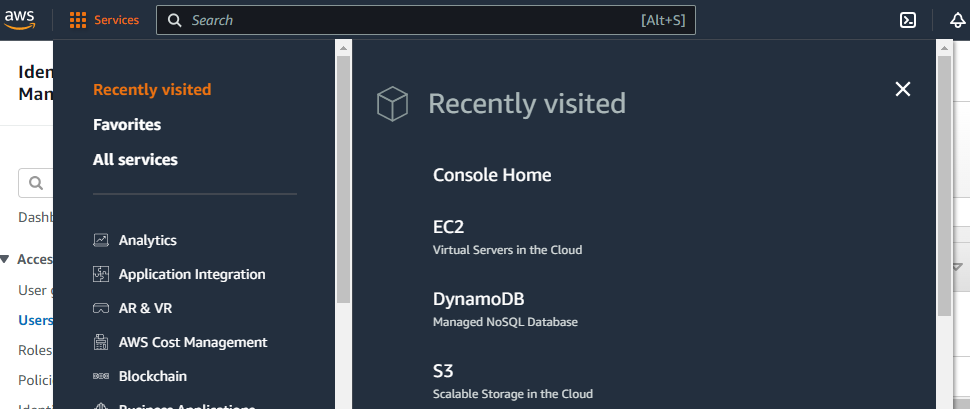 aws
Services
Search
[Alt+S]
Iden
Man
Dashb
Acces
User g
Users
Roles
Polici
Recently visited
Favorites
All services
Analytics
Application Integration
AR & VR
AWS Cost Management
Blockchain
Business Applications
Recently visited
Console Home
EC2
Virtual Servers in the Cloud
DynamoDB
Managed NoSQL Database
S3
Scalable Storage in the Cloud